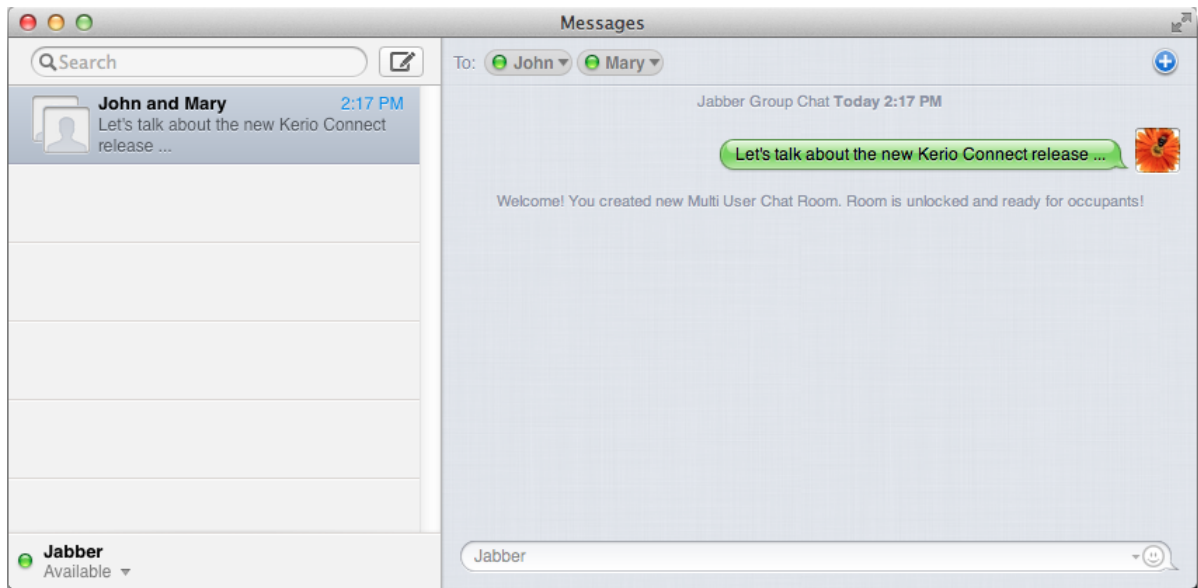 Messages
Search
John and Mary 2:17 PM
Let's talk about the new Kerio Connect
release ...
Jabber
Available
To: John Mary
Jabber Group Chat Today 2:17 PM
Let's talk about the new Kerio Connect release ...
Welcome! You created new Multi User Chat Room. Room is unlocked and ready for occupants!
Jabber